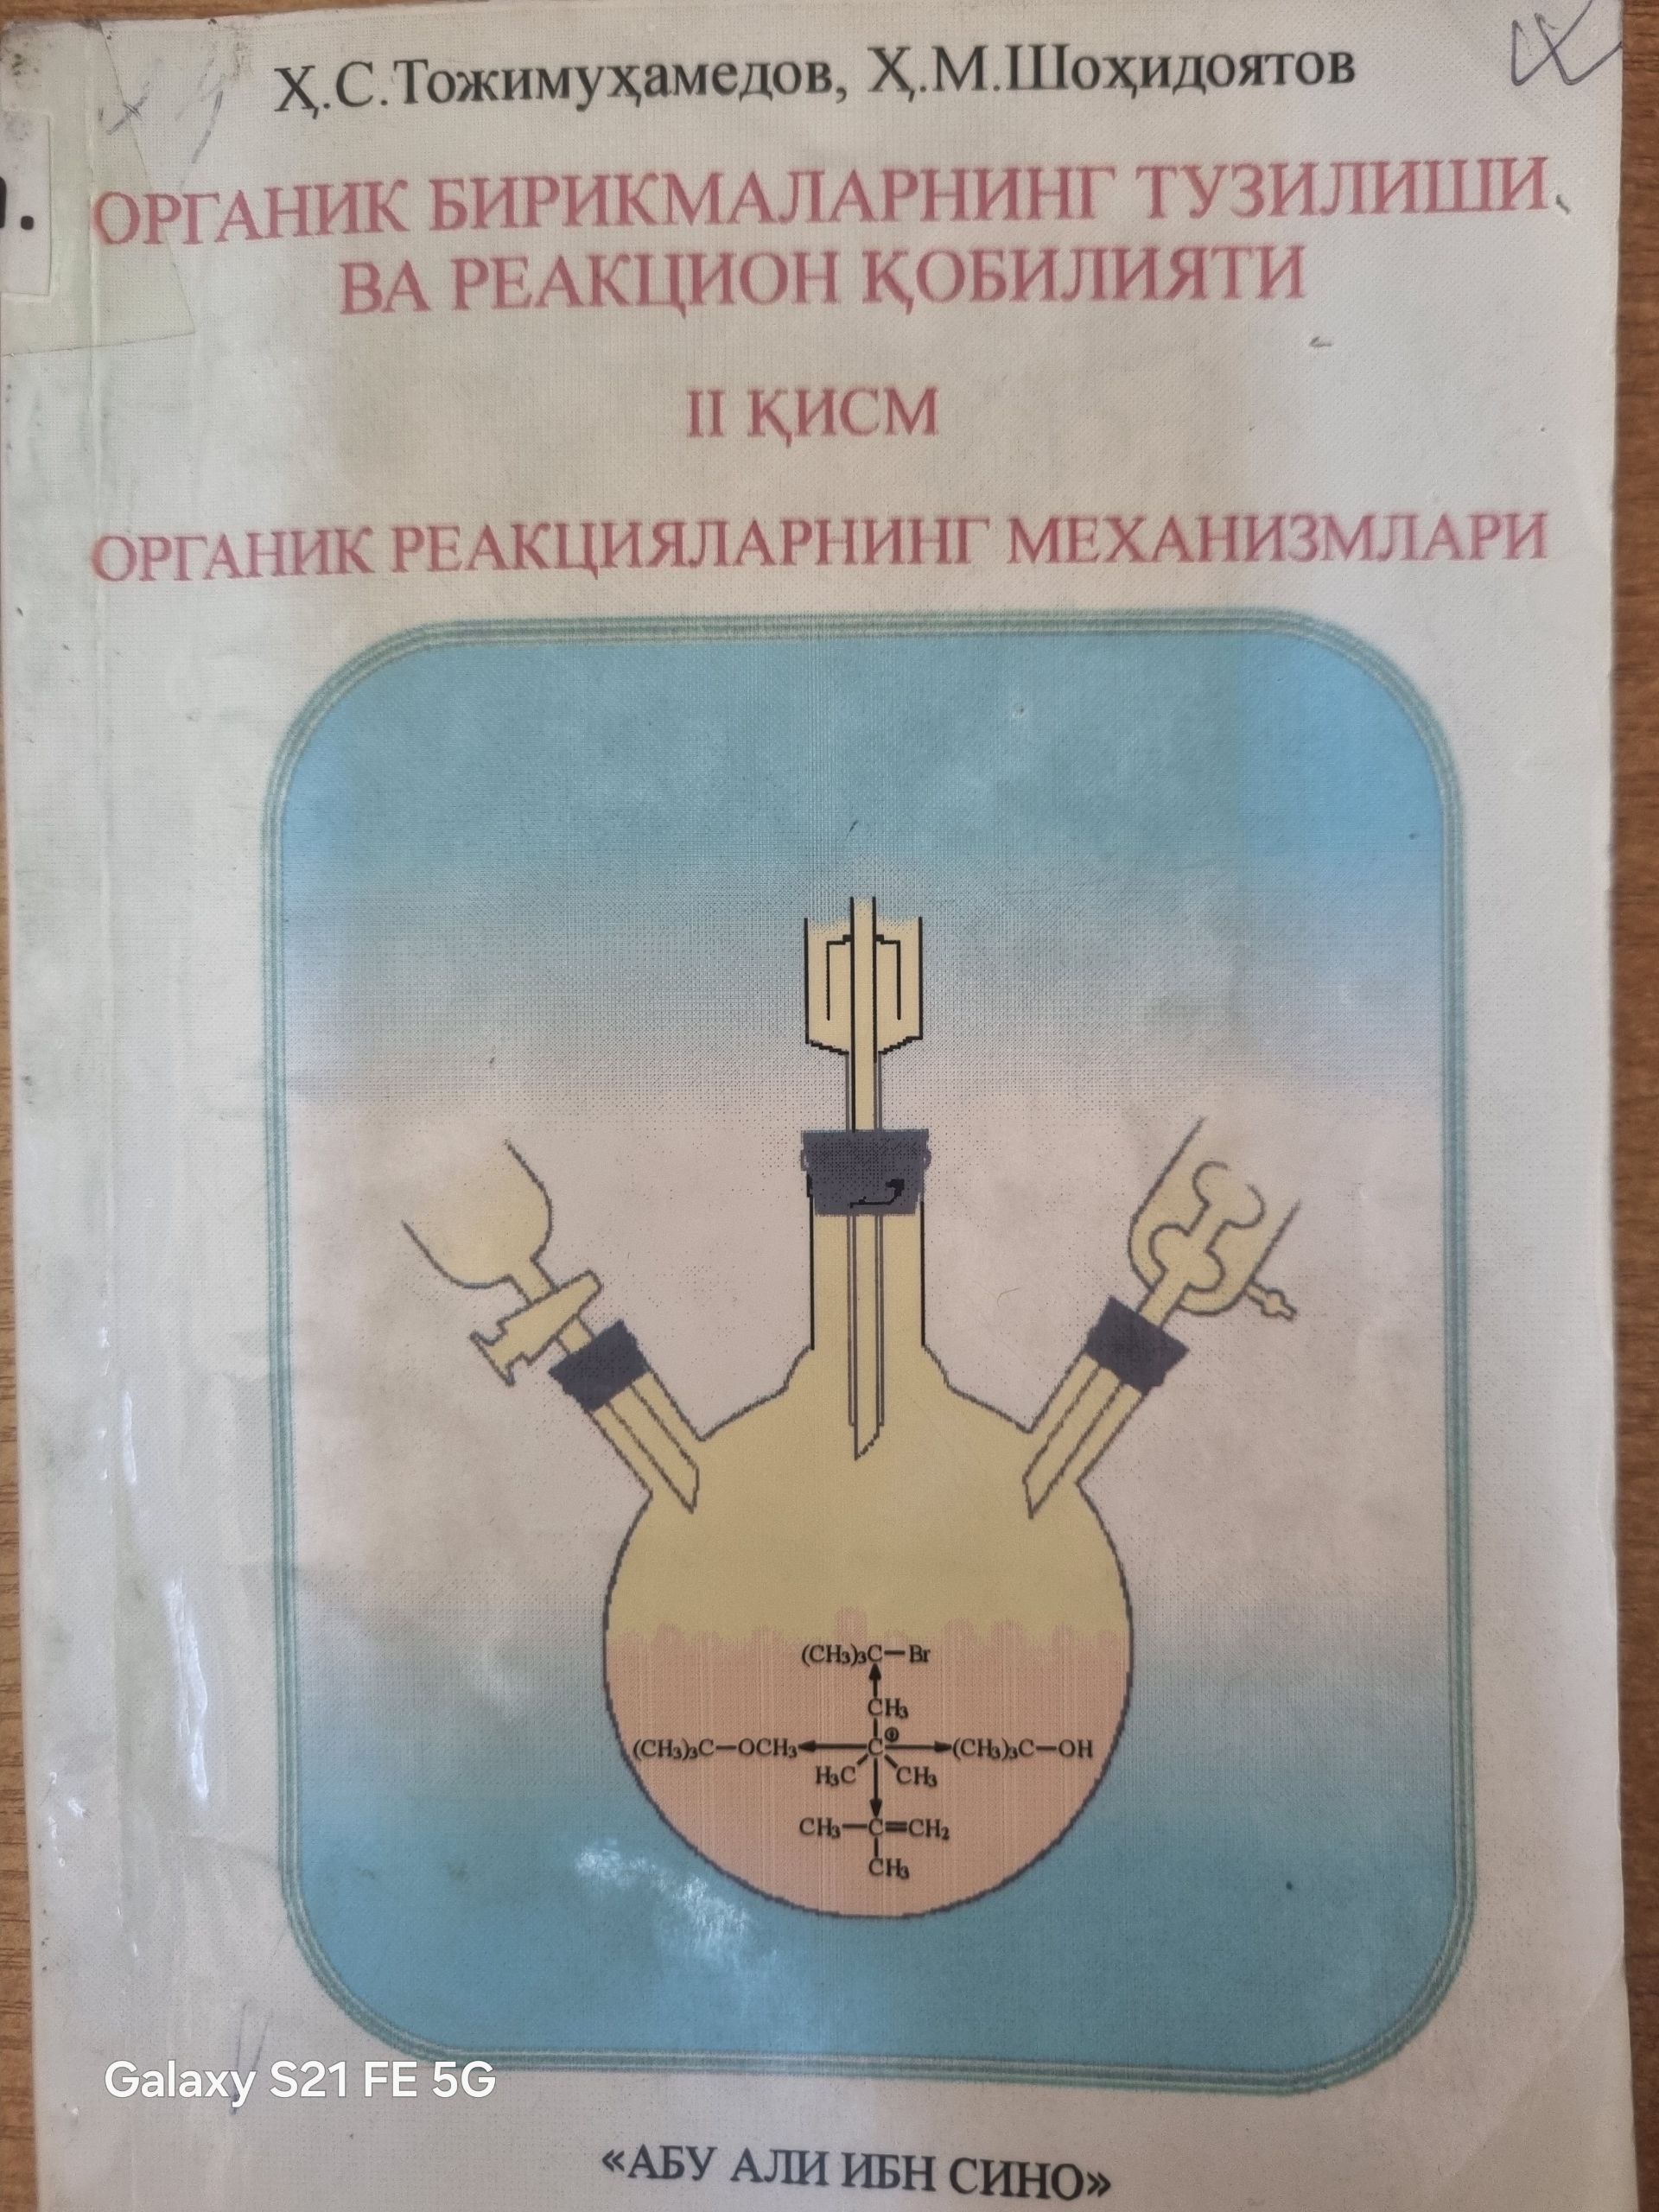 Ҳ.С.Тожимуҳамедов, Ҳ.М.Шоҳидоятов
ОРГАНИК БИРИКМАЛАРНИНГ ТУЗИЛИШИ
ВА РЕАКЦИОН ҚОБИЛИЯТИ
II ҚИСМ
ОРГАНИК РЕАКЦИЯЛАРНИНГ МЕХАНИЗМЛАРИ
(CH₃)₃C—Br
CH₃
(CH₃)₃C—OCH₃ C⊕ (CH₃)₃C—OH
H₃C CH₃
CH₃—C=CH₂
CH₃
Galaxy S21 FE 5G
«АБУ АЛИ ИБН СИНО»